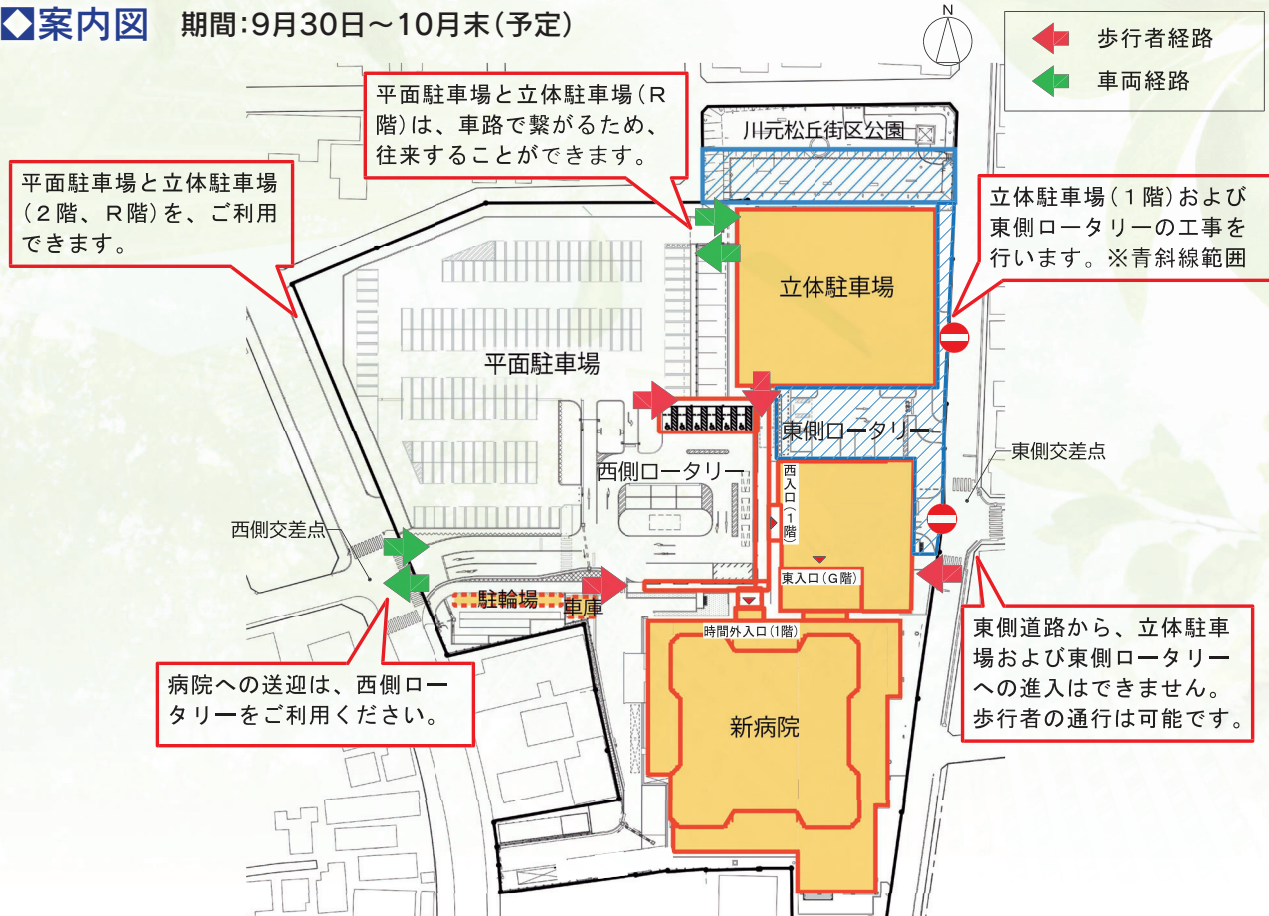 ◆案内図 期間:9月30日～10月末(予定)
N
歩行者経路
車両経路
平面駐車場と立体駐車場(R
階)は、車路で繋がるため、
往来することができます。
川元松丘街区公園
平面駐車場と立体駐車場
(2階、R階)を、ご利用
できます。
立体駐車場(1階)および
東側ロータリーの工事を
行います。※青斜線範囲
立体駐車場
平面駐車場
東側ロータリー
西側ロータリー
東側交差点
西入口(1階)
西側交差点
東入口(G階)
駐輪場
車庫
時間外入口(1階)
東側道路から、立体駐車
場および東側ロータリー
への進入はできません。
歩行者の通行は可能です。
病院への送迎は、西側ロー
タリーをご利用ください。
新病院